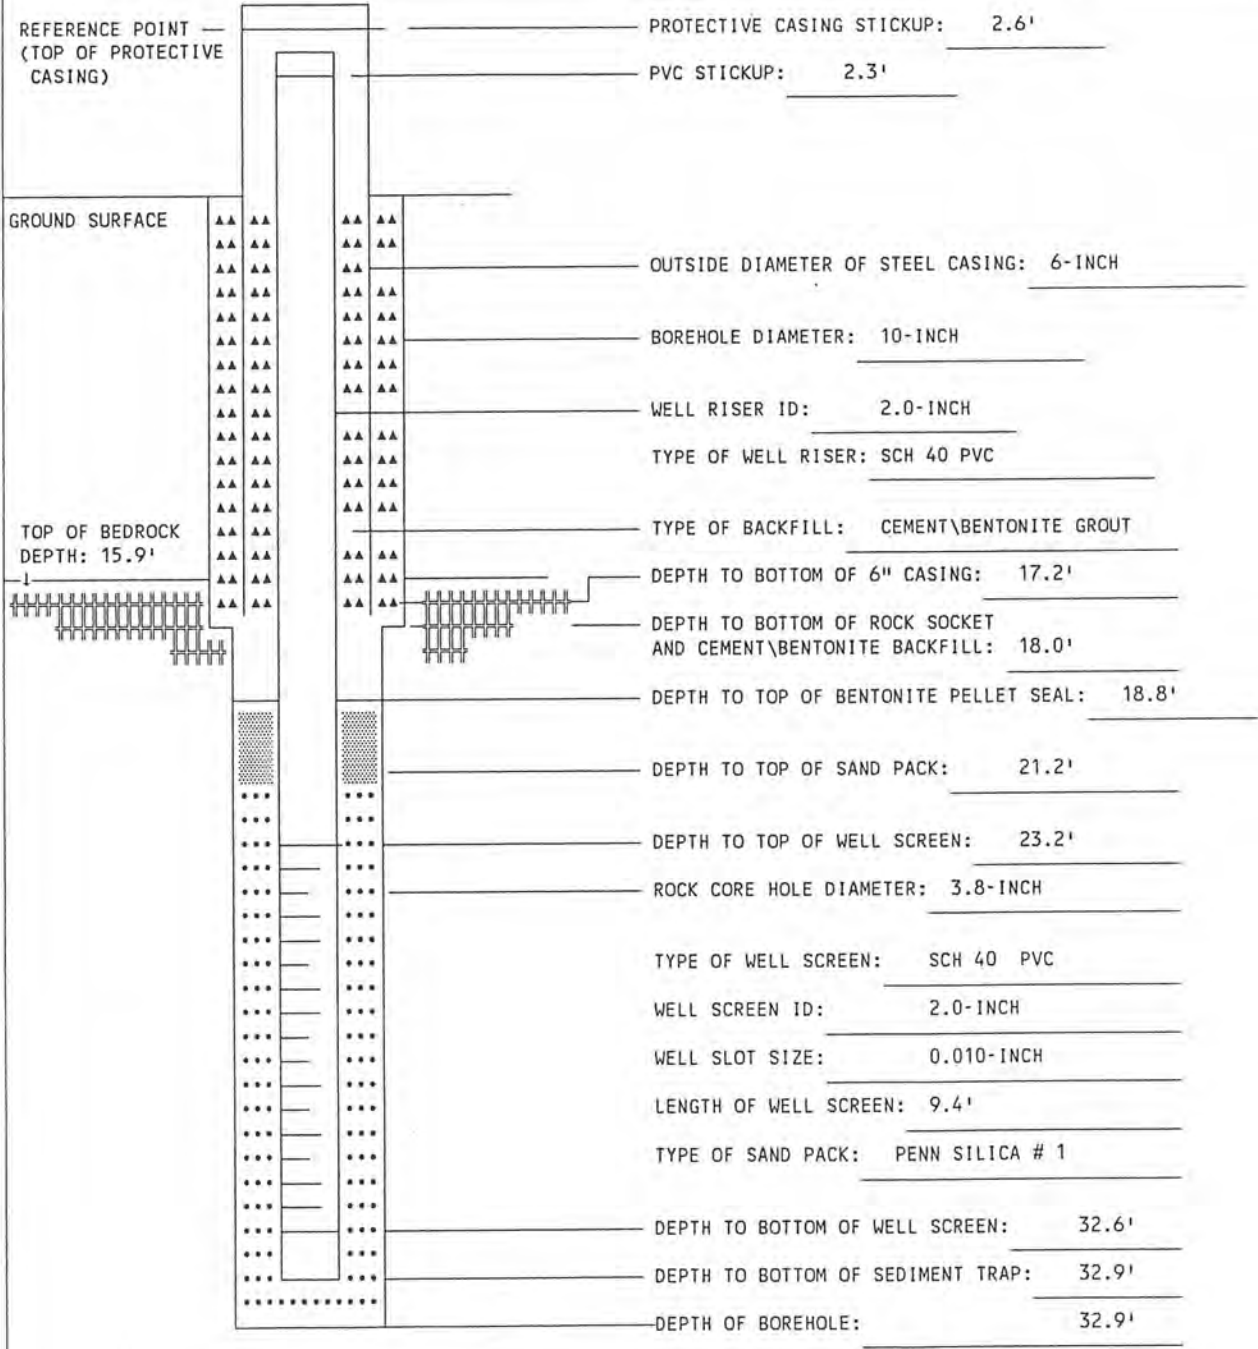 REFERENCE POINT
(TOP OF PROTECTIVE
CASING)
PROTECTIVE CASING STICKUP: 2.6'
PVC STICKUP: 2.3'
GROUND SURFACE
OUTSIDE DIAMETER OF STEEL CASING: 6-INCH
BOREHOLE DIAMETER: 10-INCH
WELL RISER ID: 2.0-INCH
TYPE OF WELL RISER: SCH 40 PVC
TYPE OF BACKFILL: CEMENT\BENTONITE GROUT
TOP OF BEDROCK
DEPTH: 15.9'
DEPTH TO BOTTOM OF 6" CASING: 17.2'
DEPTH TO BOTTOM OF ROCK SOCKET
AND CEMENT\BENTONITE BACKFILL: 18.0'
DEPTH TO TOP OF BENTONITE PELLET SEAL: 18.8'
DEPTH TO TOP OF SAND PACK: 21.2'
DEPTH TO TOP OF WELL SCREEN: 23.2'
ROCK CORE HOLE DIAMETER: 3.8-INCH
TYPE OF WELL SCREEN: SCH 40 PVC
WELL SCREEN ID: 2.0-INCH
WELL SLOT SIZE: 0.010-INCH
LENGTH OF WELL SCREEN: 9.4'
TYPE OF SAND PACK: PENN SILICA # 1
DEPTH TO BOTTOM OF WELL SCREEN: 32.6'
DEPTH TO BOTTOM OF SEDIMENT TRAP: 32.9'
DEPTH OF BOREHOLE: 32.9'